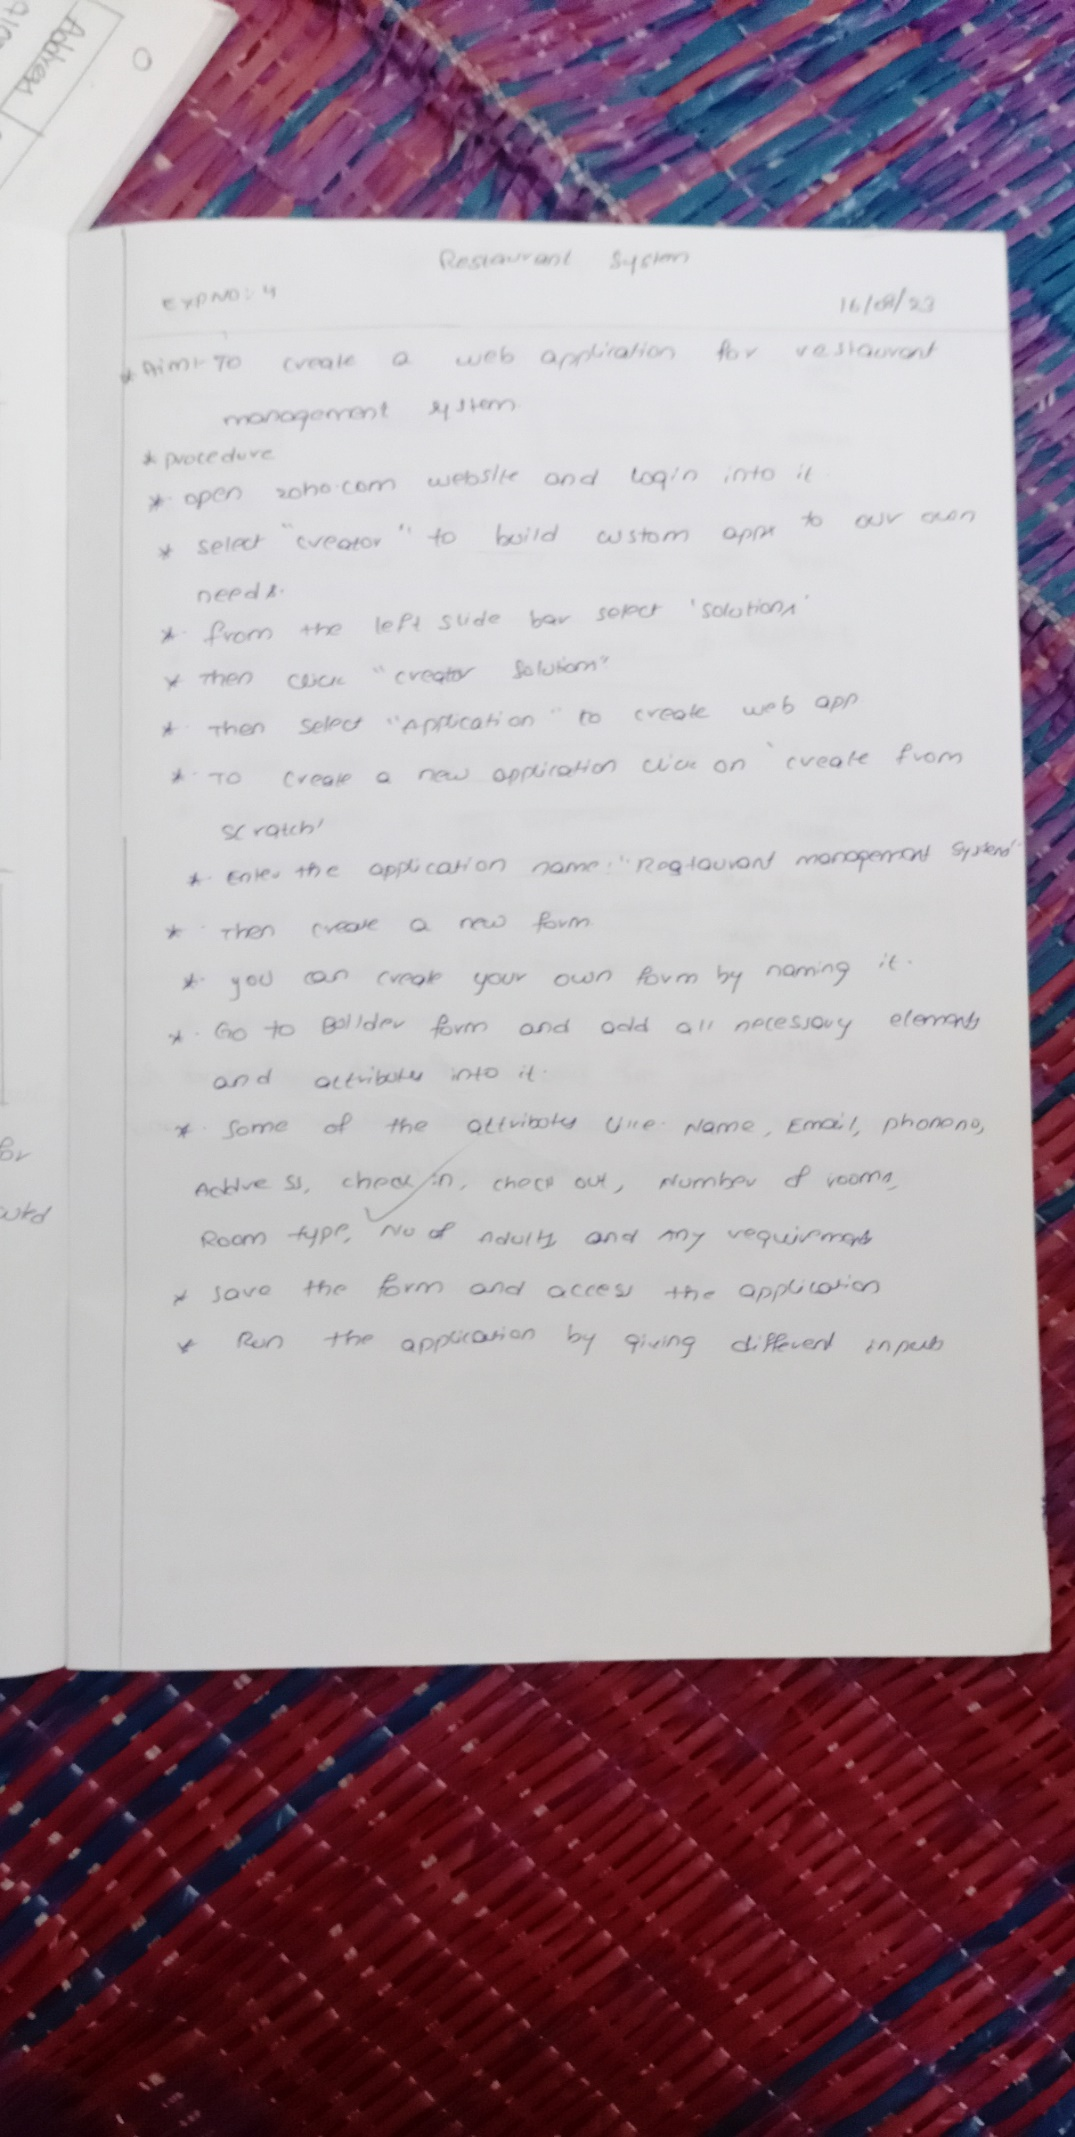 Address
Restaurant System
EXP NO: 4
16/08/23
* Aim:- To create a web application for restaurant
management system
* procedure
* open zoho.com website and login into it.
* select "creator" to build custom apps to our own
needs.
* from the left slide bar select 'solutions'
* Then click "creator solutions"
* Then select "Application" to create web app
* To create a new application click on 'create from
scratch'
* Enter the application name: "Restaurant management system"
* Then create a new form
* you can create your own form by naming it.
* Go to Builder form and add all necessary elements
and attributes into it.
* Some of the attributes like Name, Email, phoneno,
Address, check in, check out, Number of rooms,
Room type, No of Adults and Any requirments
* save the form and access the application
* Run the application by giving different inputs